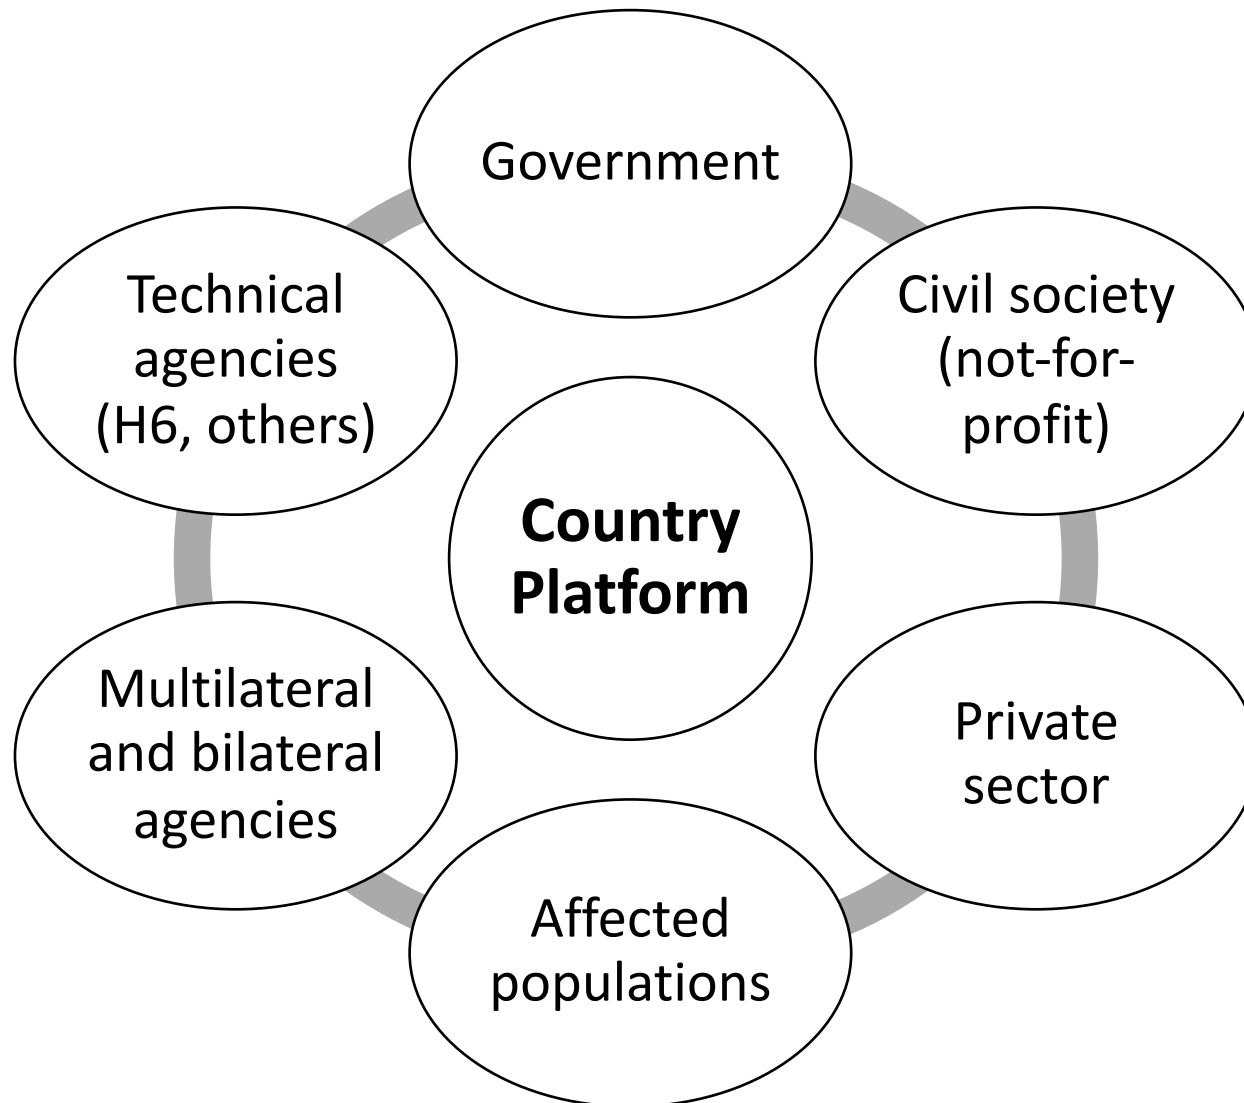 Government
Civil society
(not-for-
profit)
Private
sector
Affected
populations
Multilateral
and bilateral
agencies
Technical
agencies
(H6, others)
Country
Platform